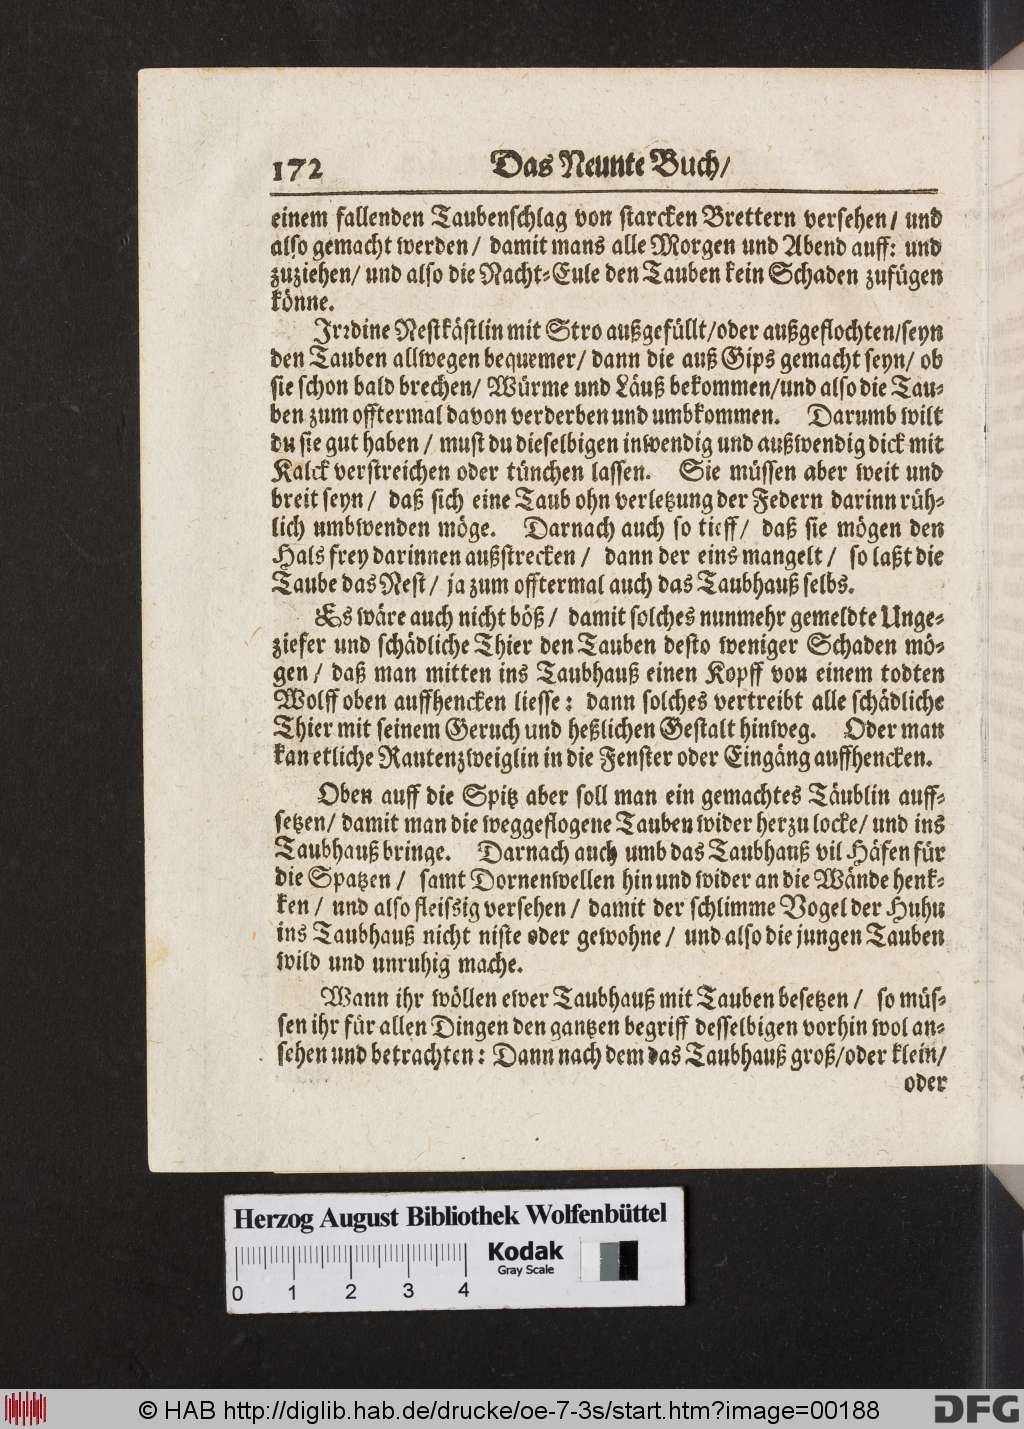 172 Das Neunte Buch/
einem fallenden Taubenschlag von starcken Brettern versehen/ und
also gemacht werden/ damit mans alle Morgen und Abend auff: und
zuziehen/ und also die Nacht-Eule den Tauben kein Schaden zufügen
könne.
Irꝛdine Nestkästlin mit Stro außgefüllt/oder außgeflochten/seyn
den Tauben allwegen bequemer/ dann die auß Gips gemacht seyn/ ob
sie schon bald brechen/ Würme und Läuß bekommen/und also die Tau-
ben zum offtermal davon verderben und umbkommen. Darumb wilt
du sie gut haben/ must du dieselbigen inwendig und außwendig dick mit
Kalck verstreichen oder tünchen lassen. Sie müssen aber weit und
breit seyn/ daß sich eine Taub ohn verletzung der Federn darinn rüh-
lich umbwenden möge. Darnach auch so tieff/ daß sie mögen den
Hals frey darinnen außstrecken/ dann der eins mangelt/ so laßt die
Taube das Nest/ ja zum offtermal auch das Taubhauß selbs.
Es wäre auch nicht böß/ damit solches nunmehr gemeldte Unge-
ziefer und schädliche Thier den Tauben desto weniger Schaden mö-
gen/ daß man mitten ins Taubhauß einen Kopff von einem todten
Wolff oben auffhencken liesse: dann solches vertreibt alle schädliche
Thier mit seinem Geruch und heßlichen Gestalt hinweg. Oder man
kan etliche Rautenzweiglin in die Fenster oder Eingäng auffhencken.
Oben auff die Spitz aber soll man ein gemachtes Täublin auff-
setzen/ damit man die weggeflogene Tauben wider herzu locke/ und ins
Taubhauß bringe. Darnach auch umb das Taubhauß vil Häfen für
die Spatzen/ samt Dornenwellen hin und wider an die Wände henk-
ken/ und also fleissig versehen/ damit der schlimme Vogel der Huhu
ins Taubhauß nicht niste oder gewohne/ und also die jungen Tauben
wild und unruhig mache.
Wann ihr wöllen ewer Taubhauß mit Tauben besetzen/ so müs-
sen ihr für allen Dingen den gantzen begriff desselbigen vorhin wol an-
sehen und betrachten: Dann nach dem das Taubhauß groß/oder klein/
oder
Herzog August Bibliothek Wolfenbüttel
Kodak
Gray Scale
0 1 2 3 4
© HAB http://diglib.hab.de/drucke/oe-7-3s/start.htm?image=00188
DFG